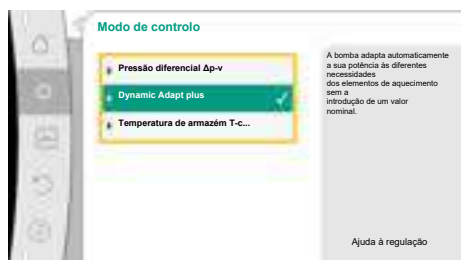 Modo de controlo
Pressão diferencial Δp-v
Dynamic Adapt plus
Temperatura de armazém T-c...
A bomba adapta automaticamente
a sua potência às diferentes
necessidades
dos elementos de aquecimento
sem a
introdução de um valor
nominal.
Ajuda à regulação